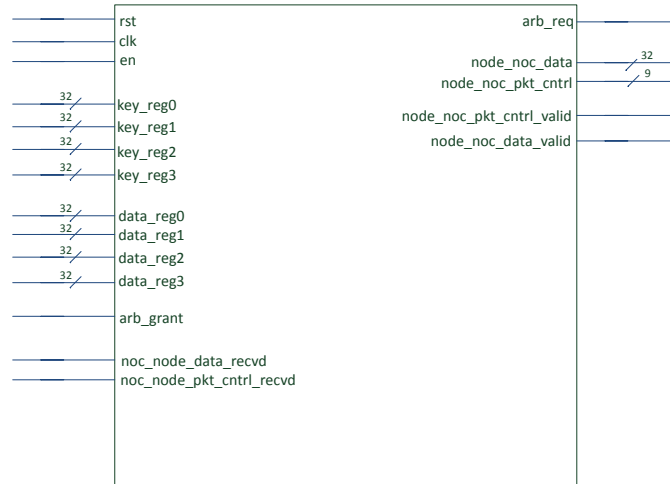 rst
clk
en
32
key_reg0
32
key_reg1
32
key_reg2
32
key_reg3
32
data_reg0
32
data_reg1
32
data_reg2
32
data_reg3
arb_grant
noc_node_data_recvd
noc_node_pkt_cntrl_recvd
arb_req
node_noc_data
32
node_noc_pkt_cntrl
9
node_noc_pkt_cntrl_valid
node_noc_data_valid